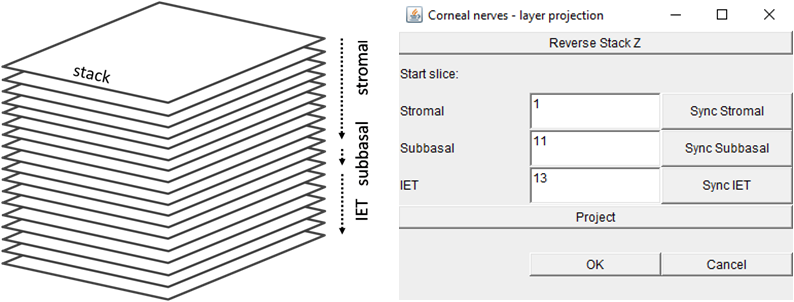 stack
stromal
subbasal
IET
Corneal nerves - layer projection
Reverse Stack Z
Start slice:
Stromal 1 Sync Stromal
Subbasal 11 Sync Subbasal
IET 13 Sync IET
Project
OK Cancel